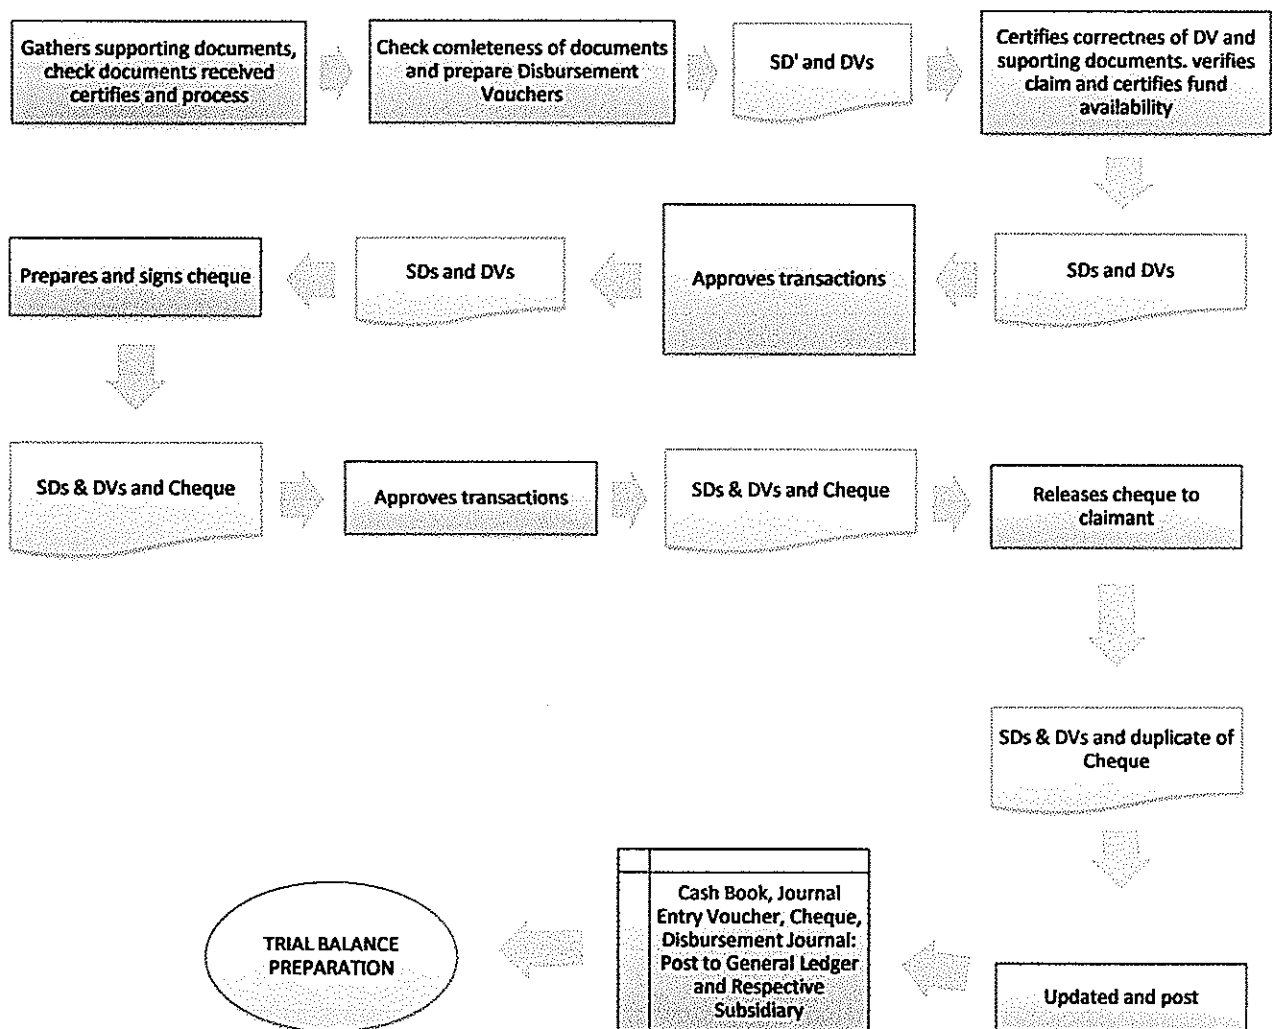 Gathers supporting documents,
check documents received
certifies and process
Check comleteness of documents
and prepare Disbursement
Vouchers
SD' and DVs
Certifies correctnes of DV and
suporting documents. verifies
claim and certifies fund
availability
Prepares and signs cheque
SDs and DVs
Approves transactions
SDs and DVs
SDs & DVs and Cheque
Approves transactions
SDs & DVs and Cheque
Releases cheque to
claimant
SDs & DVs and duplicate of
Cheque
TRIAL BALANCE
PREPARATION
Cash Book, Journal
Entry Voucher, Cheque,
Disbursement Journal:
Post to General Ledger
and Respective
Subsidiary
Updated and post